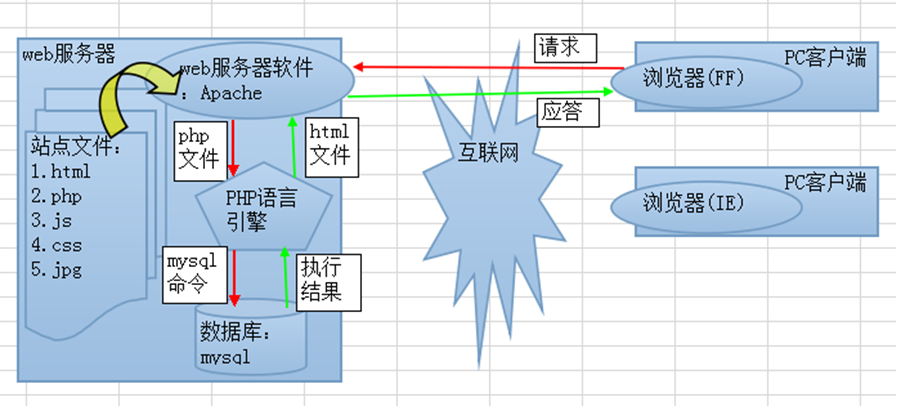 web服务器
web服务器软件
：Apache
站点文件：
1.html
2.php
3.js
4.css
5.jpg
php
文件
html
文件
PHP语言
引擎
mysql
命令
执行
结果
数据库：
mysql
请求
应答
互联网
PC客户端
浏览器(FF)
PC客户端
浏览器(IE)